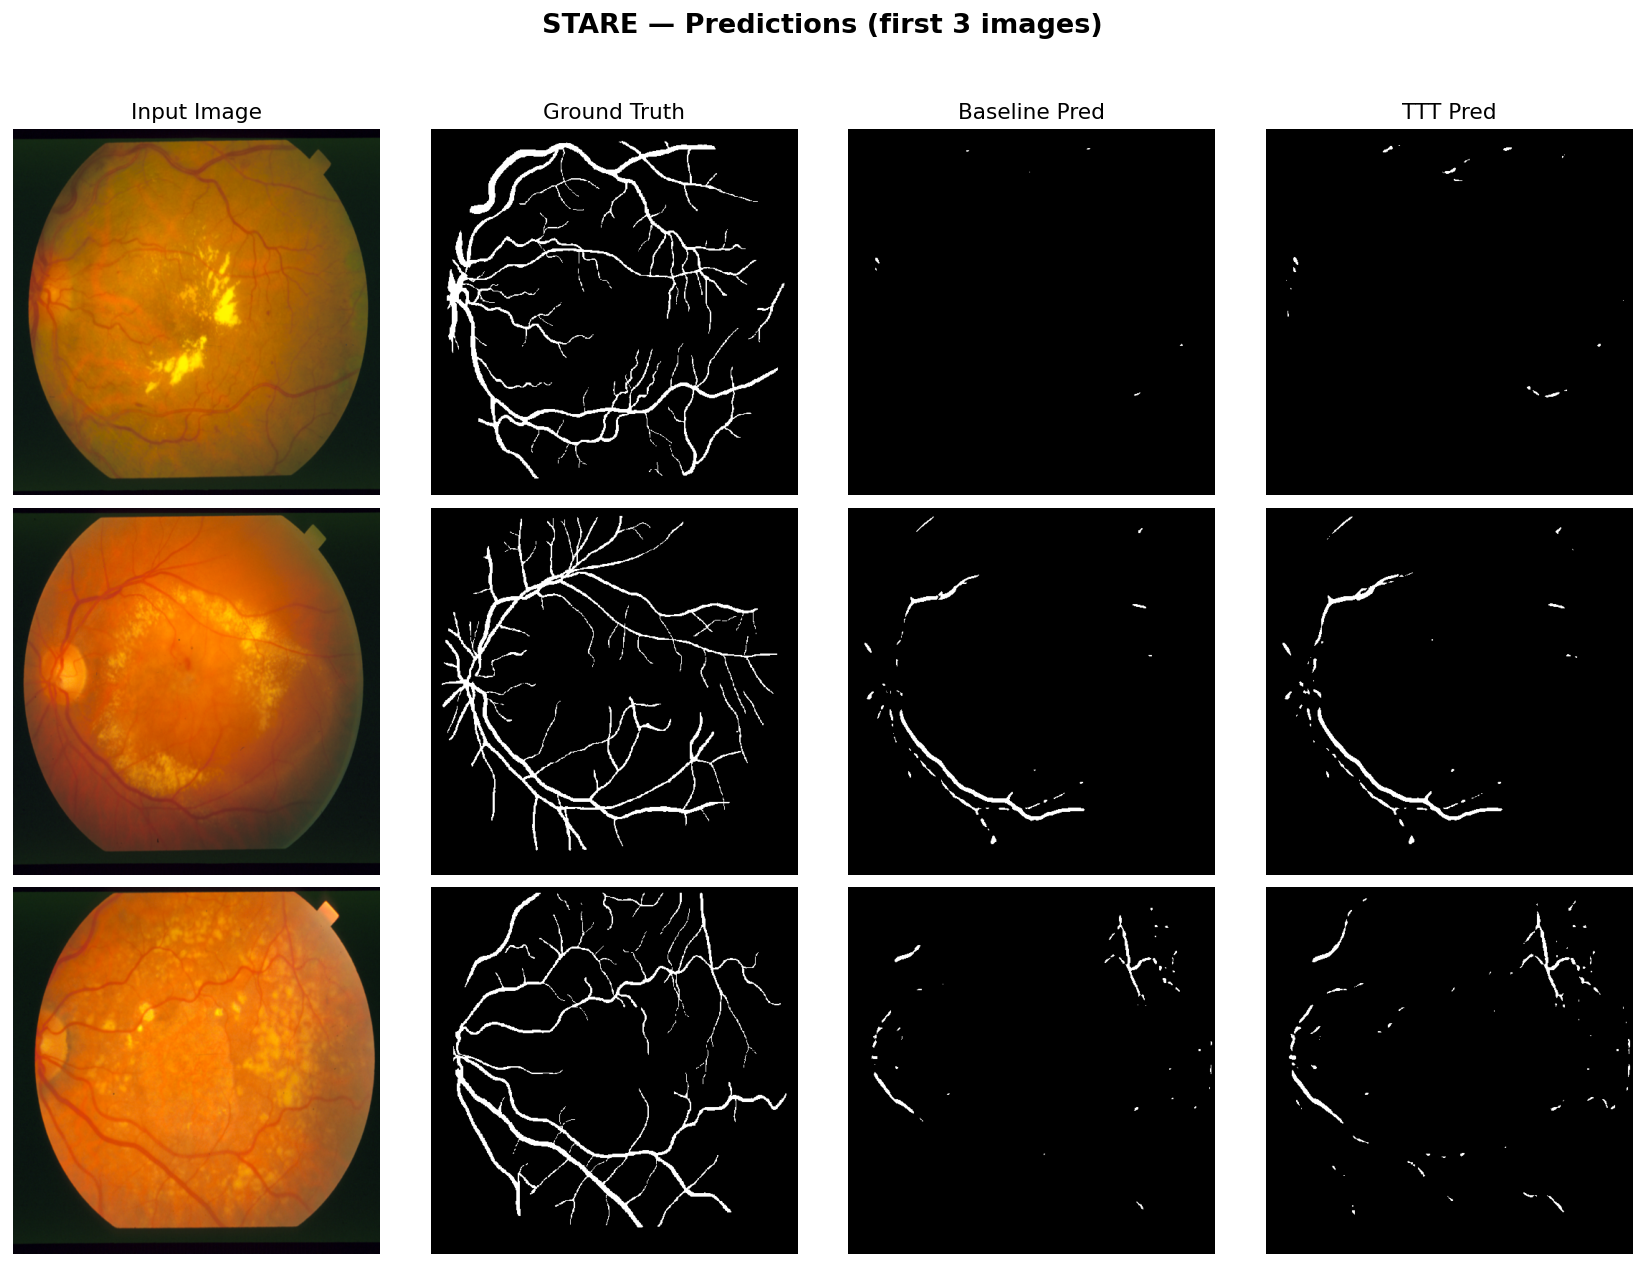 STARE — Predictions (first 3 images)
Input Image
Ground Truth
Baseline Pred
TTT Pred